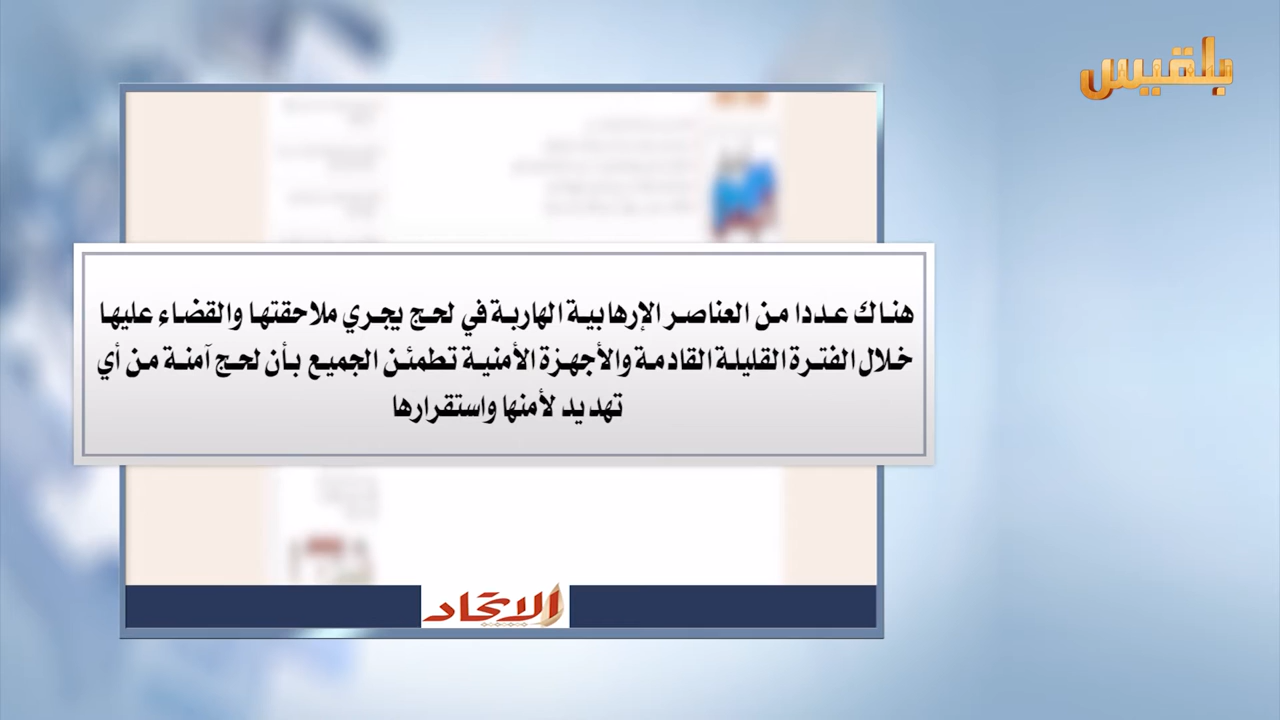 بلقيس
هناك عددا من العناصر الإرهابية الهاربة في لحج يجري ملاحقتها والقضاء عليها
خلال الفترة القليلة القادمة والأجهزة الأمنية تطمئن الجميع بأن لحج آمنة من أي
تهديد لأمنها واستقرارها
الاتحاد